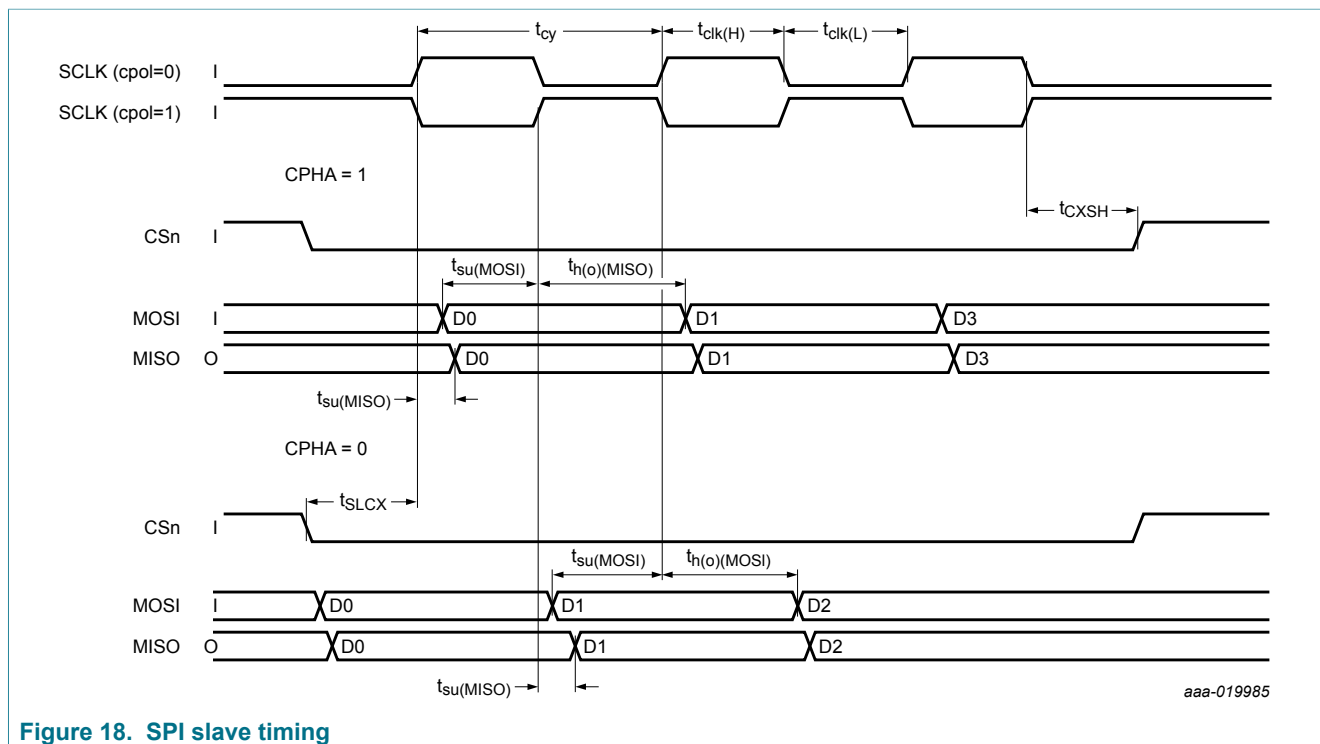 tcy tclk(H) tclk(L)
SCLK (cpol=0) I
SCLK (cpol=1) I
CPHA = 1
tCXSH
CSn I
tsu(MOSI) th(o)(MISO)
MOSI I D0 D1 D3
MISO O D0 D1 D3
tsu(MISO)
CPHA = 0
tSLCX
CSn I
tsu(MOSI) th(o)(MOSI)
MOSI I D0 D1 D2
MISO O D0 D1 D2
tsu(MISO)
aaa-019985
Figure 18. SPI slave timing